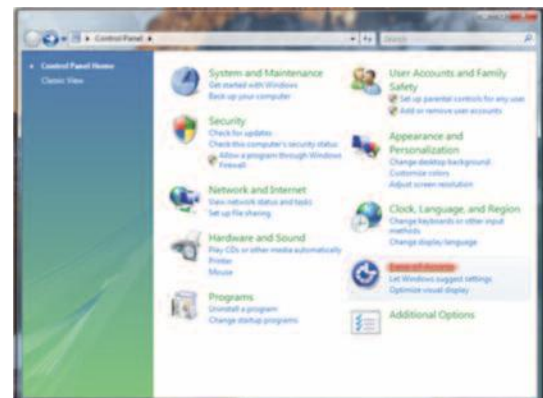 Control Panel
Search
Control Panel Home
Classic View
System and Maintenance
Get started with Windows
Back up your computer
Security
Check for updates
Check this computer's security status
Allow a program through Windows
Firewall
Network and Internet
View network status and tasks
Set up file sharing
Hardware and Sound
Play CDs or other media automatically
Printer
Mouse
Programs
Uninstall a program
Change startup programs
User Accounts and Family
Safety
Set up parental controls for any user
Add or remove user accounts
Appearance and
Personalization
Change desktop background
Customize colors
Adjust screen resolution
Clock, Language, and Region
Change keyboards or other input
methods
Change display language
Ease of Access
Let Windows suggest settings
Optimize visual display
Additional Options